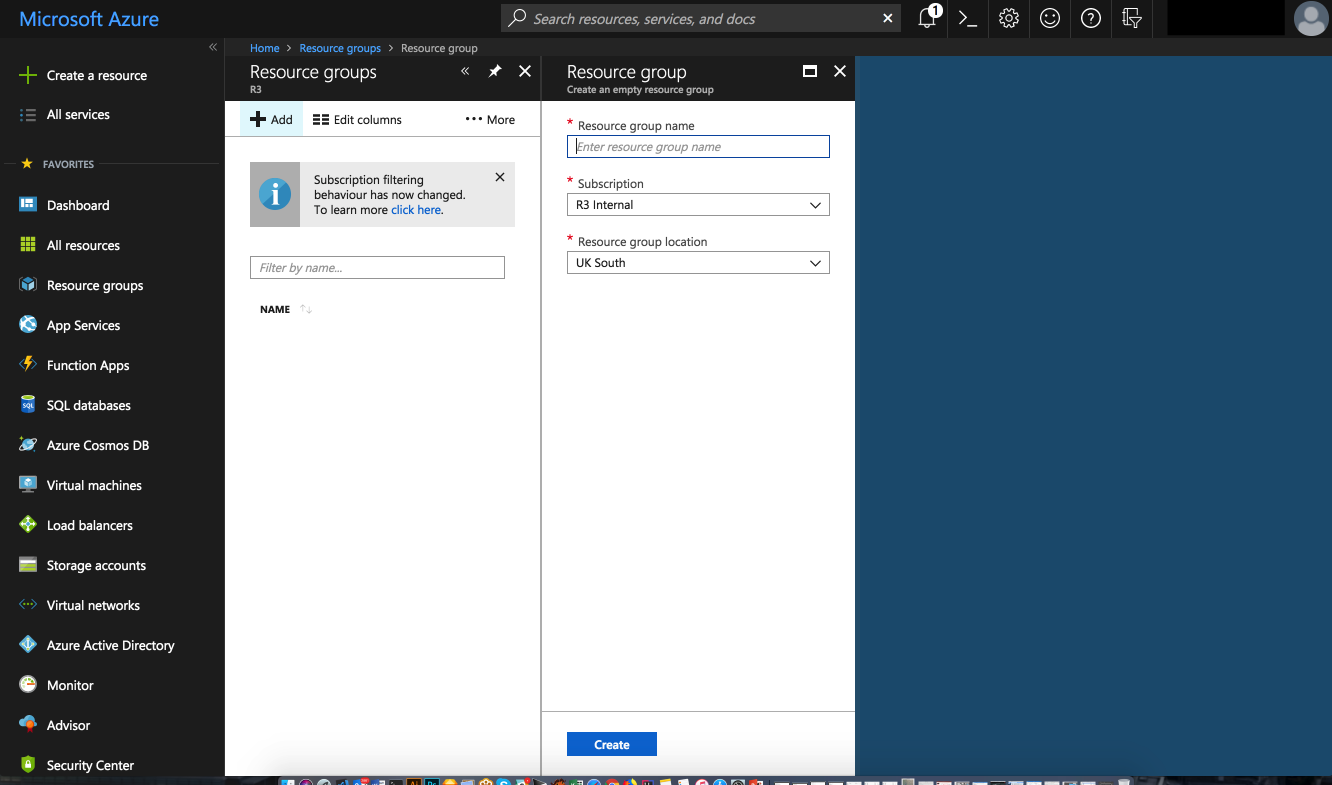 Microsoft Azure
Search resources, services, and docs
1
Home > Resource groups > Resource group
Create a resource
All services
FAVORITES
Dashboard
All resources
Resource groups
App Services
Function Apps
SQL databases
Azure Cosmos DB
Virtual machines
Load balancers
Storage accounts
Virtual networks
Azure Active Directory
Monitor
Advisor
Security Center
Resource groups
R3
Add
Edit columns
More
Subscription filtering
behaviour has now changed.
To learn more click here.
Filter by name...
NAME
Resource group
Create an empty resource group
* Resource group name
Enter resource group name
* Subscription
R3 Internal
* Resource group location
UK South
Create